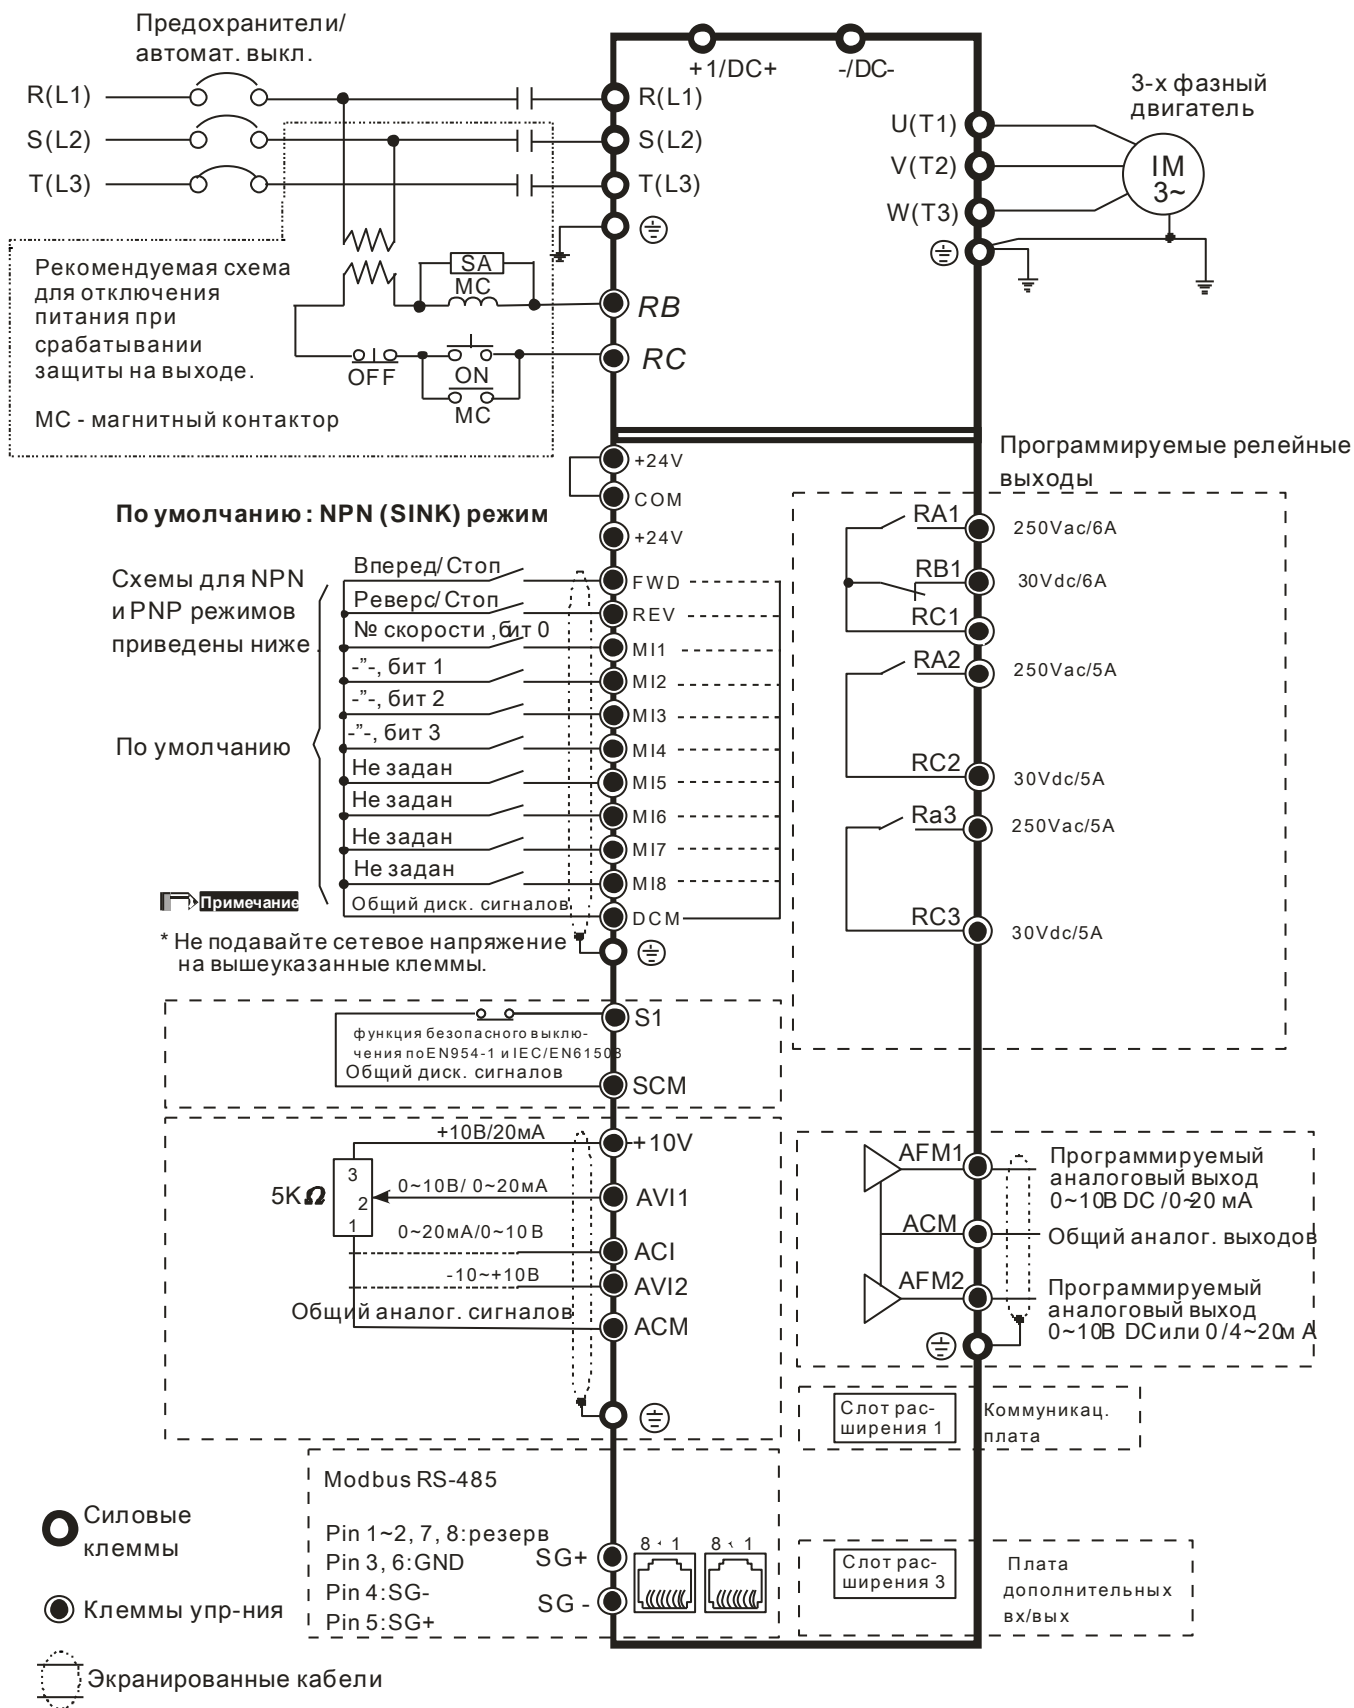 Предохранители/
автомат. выкл.
+1/DC+
-/DC-
R(L1)
R(L1)
S(L2)
S(L2)
T(L3)
T(L3)
U(T1)
V(T2)
W(T3)
3-х фазный
двигатель
IM
3~
Рекомендуемая схема
для отключения
питания при
срабатывании
защиты на выходе.
МС - магнитный контактор
SA
MC
OFF
ON
MC
RB
RC
+24V
COM
+24V
По умолчанию: NPN (SINK) режим
Схемы для NPN
и PNP режимов
приведены ниже.
По умолчанию
Вперед/ Стоп
FWD
Реверс/ Стоп
REV
№ скорости, бит 0
MI1
-"-, бит 1
MI2
-"-, бит 2
MI3
-"-, бит 3
MI4
Не задан
MI5
Не задан
MI6
Не задан
MI7
Не задан
MI8
Общий диск. сигналов
DCM
Примечание
* Не подавайте сетевое напряжение
на вышеуказанные клеммы.
Программируемые релейные
выходы
RA1
250Vac/6A
RB1
30Vdc/6A
RC1
RA2
250Vac/5A
RC2
30Vdc/5A
Ra3
250Vac/5A
RC3
30Vdc/5A
S1
функция безопасного выклю-
чения по EN954-1 и IEC/EN61508
Общий диск. сигналов
SCM
+10В/20мА
+10V
5KΩ
3
2
1
0~10В/ 0~20мА
AVI1
0~20мА/0~10В
ACI
-10~+10В
AVI2
Общий аналог. сигналов
ACM
AFM1
Программируемый
аналоговый выход
0~10В DC /0~20 мА
ACM
Общий аналог. выходов
AFM2
Программируемый
аналоговый выход
0~10В DC или 0/4~20м А
Слот рас-
ширения 1
Коммуникац.
плата
Modbus RS-485
Pin 1~2, 7, 8:резерв
Pin 3, 6:GND
Pin 4:SG-
Pin 5:SG+
SG+
SG -
8
1
8
1
Слот рас-
ширения 3
Плата
дополнительных
вх/вых
Силовые
клеммы
Клеммы упр-ния
Экранированные кабели